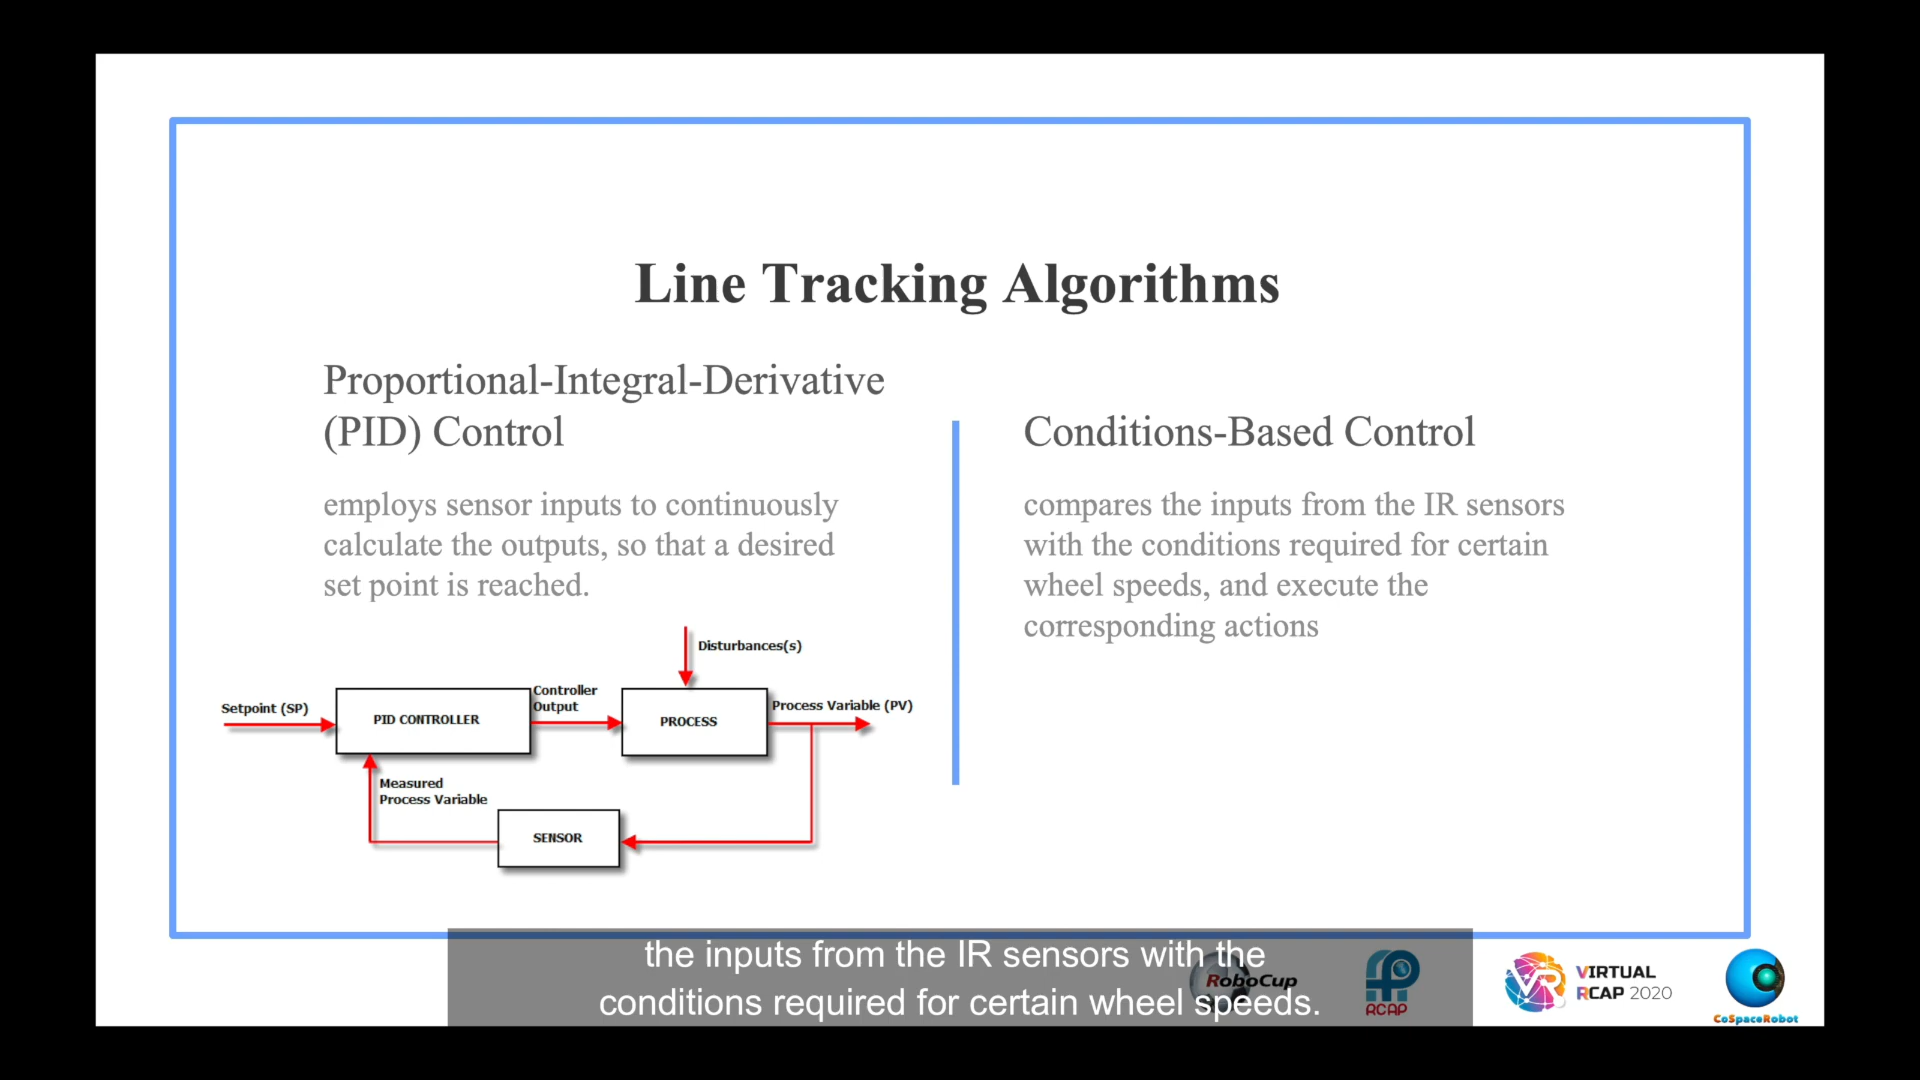 Line Tracking Algorithms
Proportional-Integral-Derivative
(PID) Control
employs sensor inputs to continuously
calculate the outputs, so that a desired
set point is reached.
Disturbances(s)
Setpoint (SP)
PID CONTROLLER
Controller
Output
PROCESS
Process Variable (PV)
Measured
Process Variable
SENSOR
Conditions-Based Control
compares the inputs from the IR sensors
with the conditions required for certain
wheel speeds, and execute the
corresponding actions
the inputs from the IR sensors with the
conditions required for certain wheel speeds.
RoboCup
RCAP
VR
VIRTUAL
RCAP 2020
CoSpaceRobot